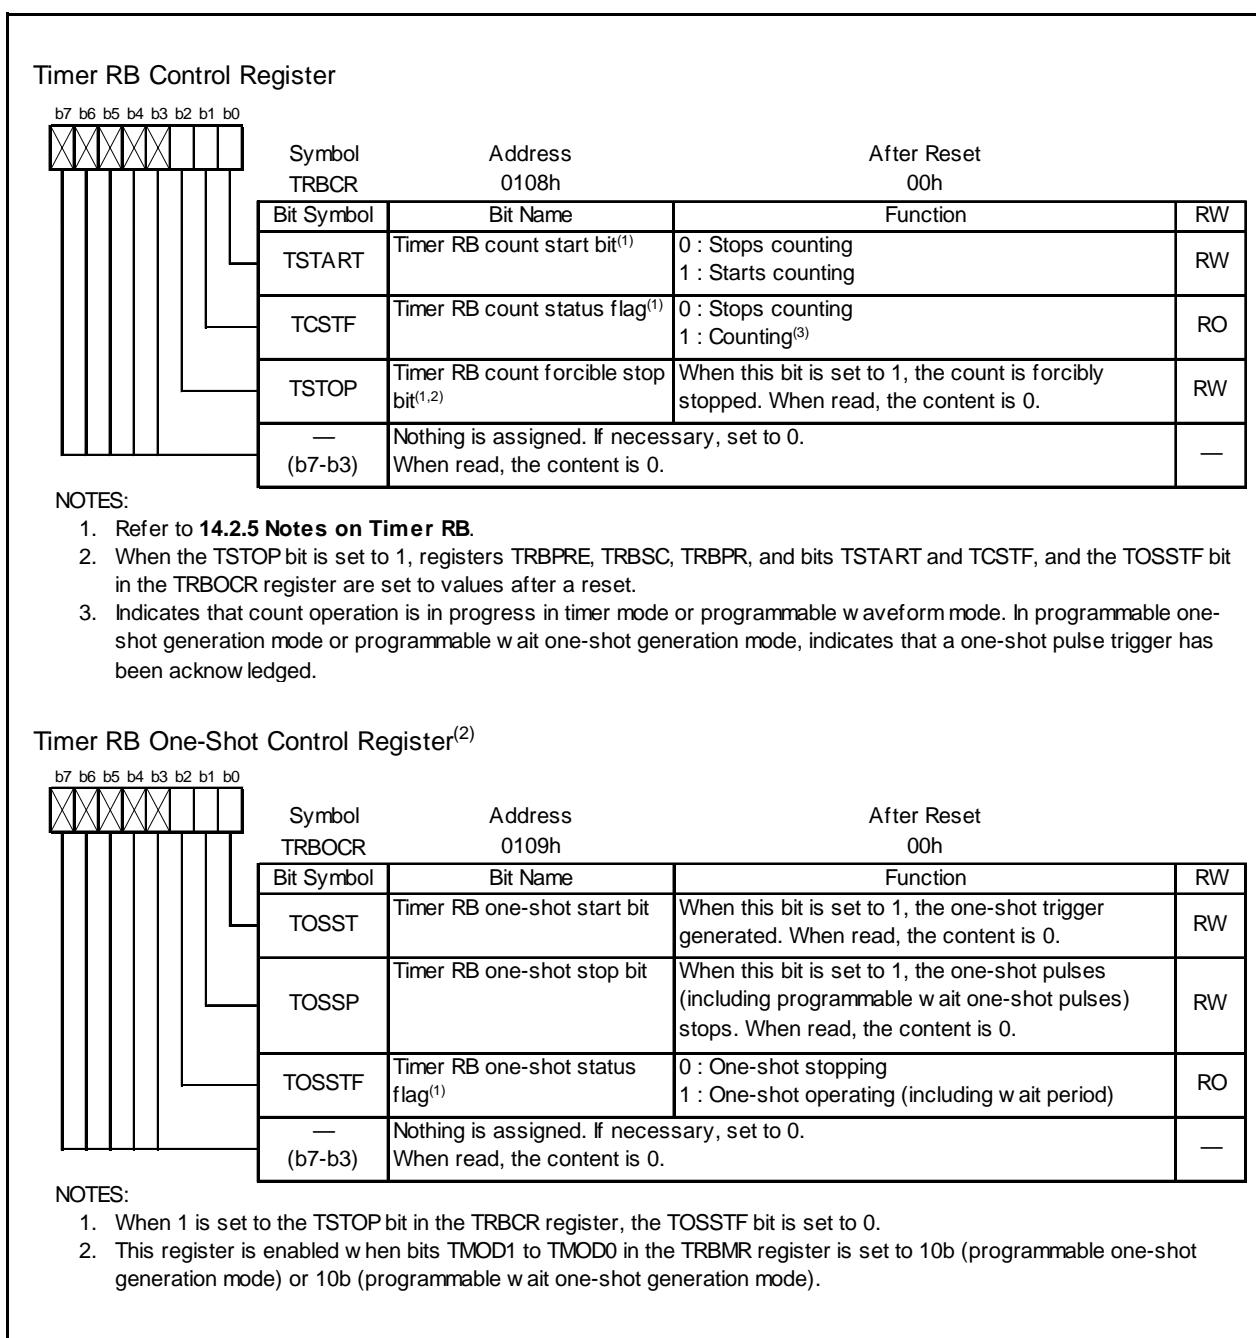 Timer RB Control Register
b7 b6 b5 b4 b3 b2 b1 b0
Symbol Address After Reset
TRBCR 0108h 00h
Bit Symbol Bit Name Function RW
TSTART Timer RB count start bit(1) 0 : Stops counting
1 : Starts counting RW
TCSTF Timer RB count status flag(1) 0 : Stops counting
1 : Counting(3) RO
TSTOP Timer RB count forcible stop bit(1,2) When this bit is set to 1, the count is forcibly
stopped. When read, the content is 0. RW
— Nothing is assigned. If necessary, set to 0.
(b7-b3) When read, the content is 0. —
NOTES:
1. Refer to 14.2.5 Notes on Timer RB.
2. When the TSTOP bit is set to 1, registers TRBPRE, TRBSC, TRBPR, and bits TSTART and TCSTF, and the TOSSTF bit
in the TRBOCR register are set to values after a reset.
3. Indicates that count operation is in progress in timer mode or programmable waveform mode. In programmable one-
shot generation mode or programmable wait one-shot generation mode, indicates that a one-shot pulse trigger has
been acknowledged.
Timer RB One-Shot Control Register(2)
b7 b6 b5 b4 b3 b2 b1 b0
Symbol Address After Reset
TRBOCR 0109h 00h
Bit Symbol Bit Name Function RW
TOSST Timer RB one-shot start bit When this bit is set to 1, the one-shot trigger
generated. When read, the content is 0. RW
TOSSP Timer RB one-shot stop bit When this bit is set to 1, the one-shot pulses
(including programmable wait one-shot pulses)
stops. When read, the content is 0. RW
TOSSTF Timer RB one-shot status flag(1) 0 : One-shot stopping
1 : One-shot operating (including wait period) RO
— Nothing is assigned. If necessary, set to 0.
(b7-b3) When read, the content is 0. —
NOTES:
1. When 1 is set to the TSTOP bit in the TRBCR register, the TOSSTF bit is set to 0.
2. This register is enabled when bits TMOD1 to TMOD0 in the TRBMR register is set to 10b (programmable one-shot
generation mode) or 10b (programmable wait one-shot generation mode).